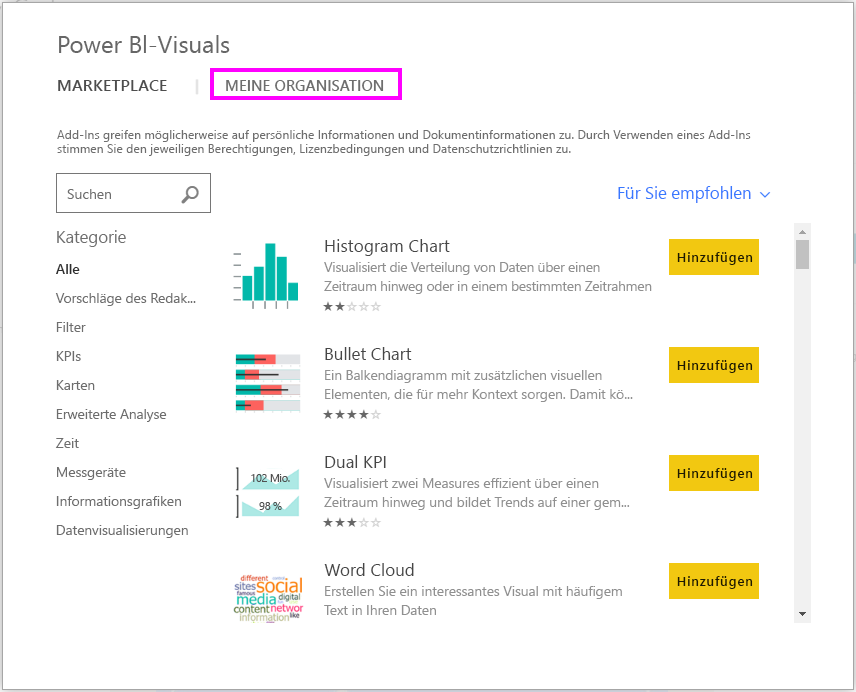 Power BI-Visuals
MARKETPLACE | MEINE ORGANISATION
Add-Ins greifen möglicherweise auf persönliche Informationen und Dokumentinformationen zu. Durch Verwenden eines Add-Ins
stimmen Sie den jeweiligen Berechtigungen, Lizenzbedingungen und Datenschutzrichtlinien zu.
Suchen
Für Sie empfohlen
Kategorie
Alle
Vorschläge des Redak...
Filter
KPIs
Karten
Erweiterte Analyse
Zeit
Messgeräte
Informationsgrafiken
Datenvisualisierungen
Histogram Chart
Visualisiert die Verteilung von Daten über einen
Zeitraum hinweg oder in einem bestimmten Zeitrahmen
Hinzufügen
Bullet Chart
Ein Balkendiagramm mit zusätzlichen visuellen
Elementen, die für mehr Kontext sorgen. Damit kö...
Hinzufügen
102 Mio.
98 %
Dual KPI
Visualisiert zwei Measures effizient über einen
Zeitraum hinweg und bildet Trends auf einer gem...
Hinzufügen
different
sites social
famous
media digital
content networ
information like
Word Cloud
Erstellen Sie ein interessantes Visual mit häufigem
Text in Ihren Daten
Hinzufügen